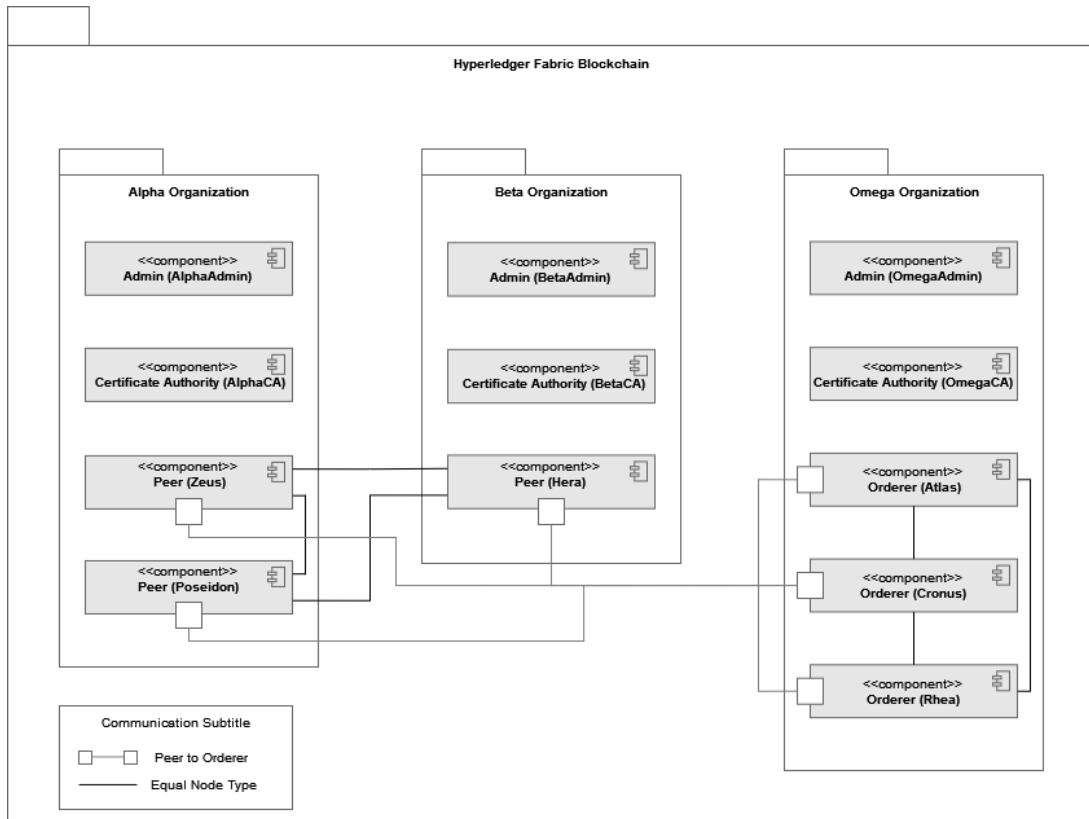 Hyperledger Fabric Blockchain
Alpha Organization
<<component>>
Admin (AlphaAdmin)
<<component>>
Certificate Authority (AlphaCA)
<<component>>
Peer (Zeus)
<<component>>
Peer (Poseidon)
Beta Organization
<<component>>
Admin (BetaAdmin)
<<component>>
Certificate Authority (BetaCA)
<<component>>
Peer (Hera)
Omega Organization
<<component>>
Admin (OmegaAdmin)
<<component>>
Certificate Authority (OmegaCA)
<<component>>
Orderer (Atlas)
<<component>>
Orderer (Cronus)
<<component>>
Orderer (Rhea)
Communication Subtitle
Peer to Orderer
Equal Node Type